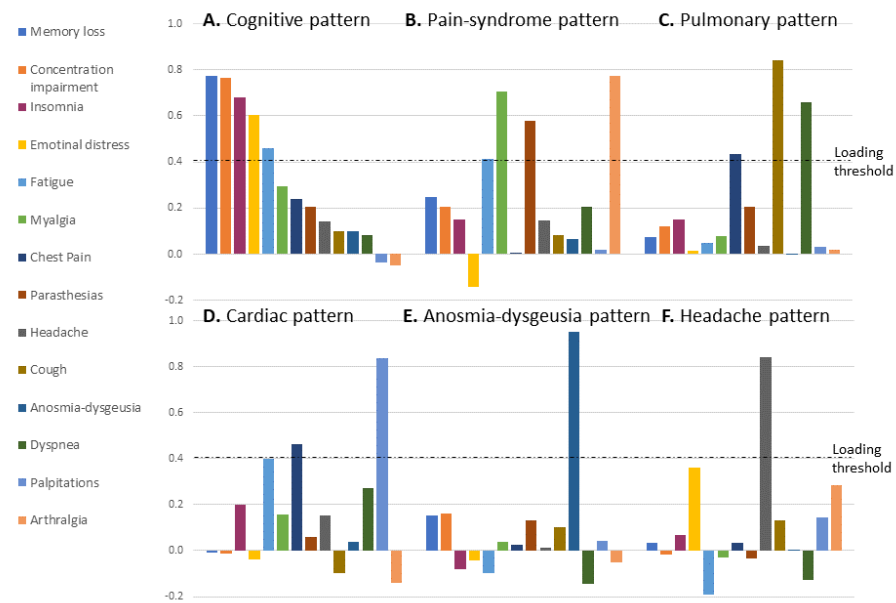 Memory loss
Concentration
impairment
Insomnia
Emotinal distress
Fatigue
Myalgia
Chest Pain
Parasthesias
Headache
Cough
Anosmia-dysgeusia
Dyspnea
Palpitations
Arthralgia
A. Cognitive pattern
B. Pain-syndrome pattern
C. Pulmonary pattern
1.0
0.8
0.6
0.4
0.2
0.0
-0.2
Loading
threshold
D. Cardiac pattern
E. Anosmia-dysgeusia pattern
F. Headache pattern
1.0
0.8
0.6
0.4
0.2
0.0
-0.2
Loading
threshold